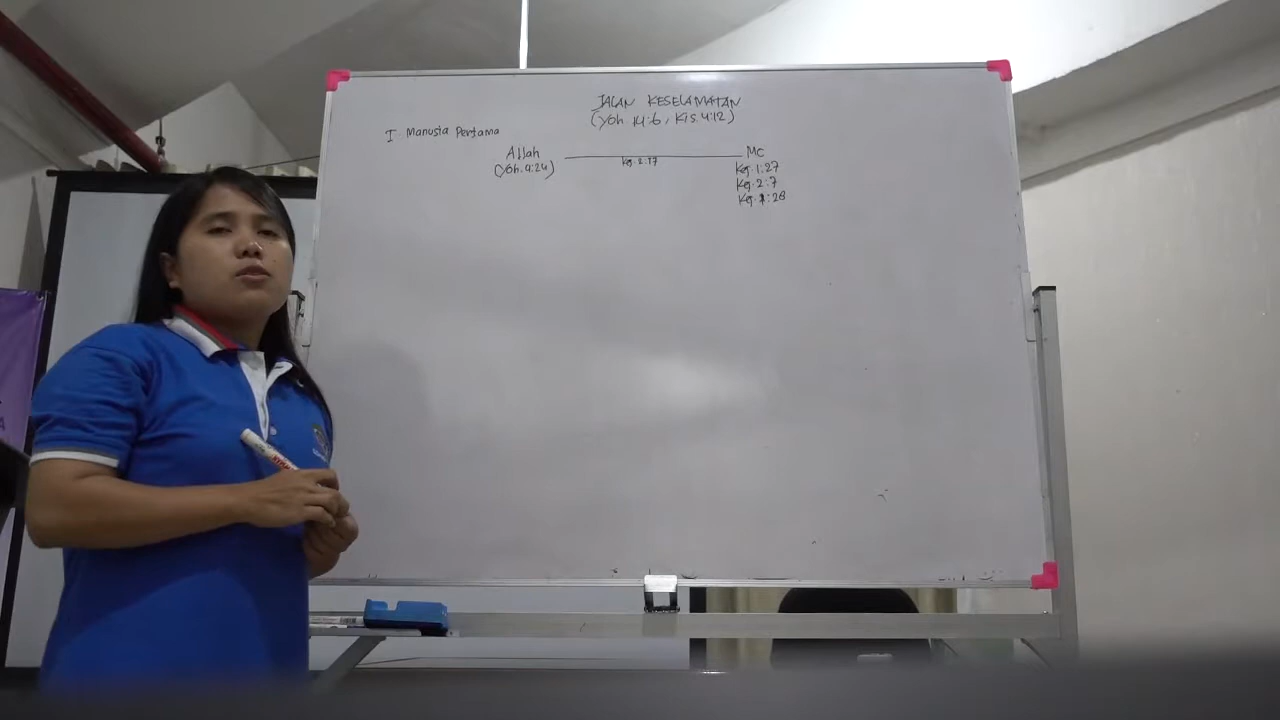 JALAN KESELAMATAN
(Yoh 14:6, Kis.4:12)
I. Manusia Pertama
Allah
(Yoh.4:24)
Kej. 2:17
MC
Kej. 1:27
Kej. 2:7
Kej. 1:28